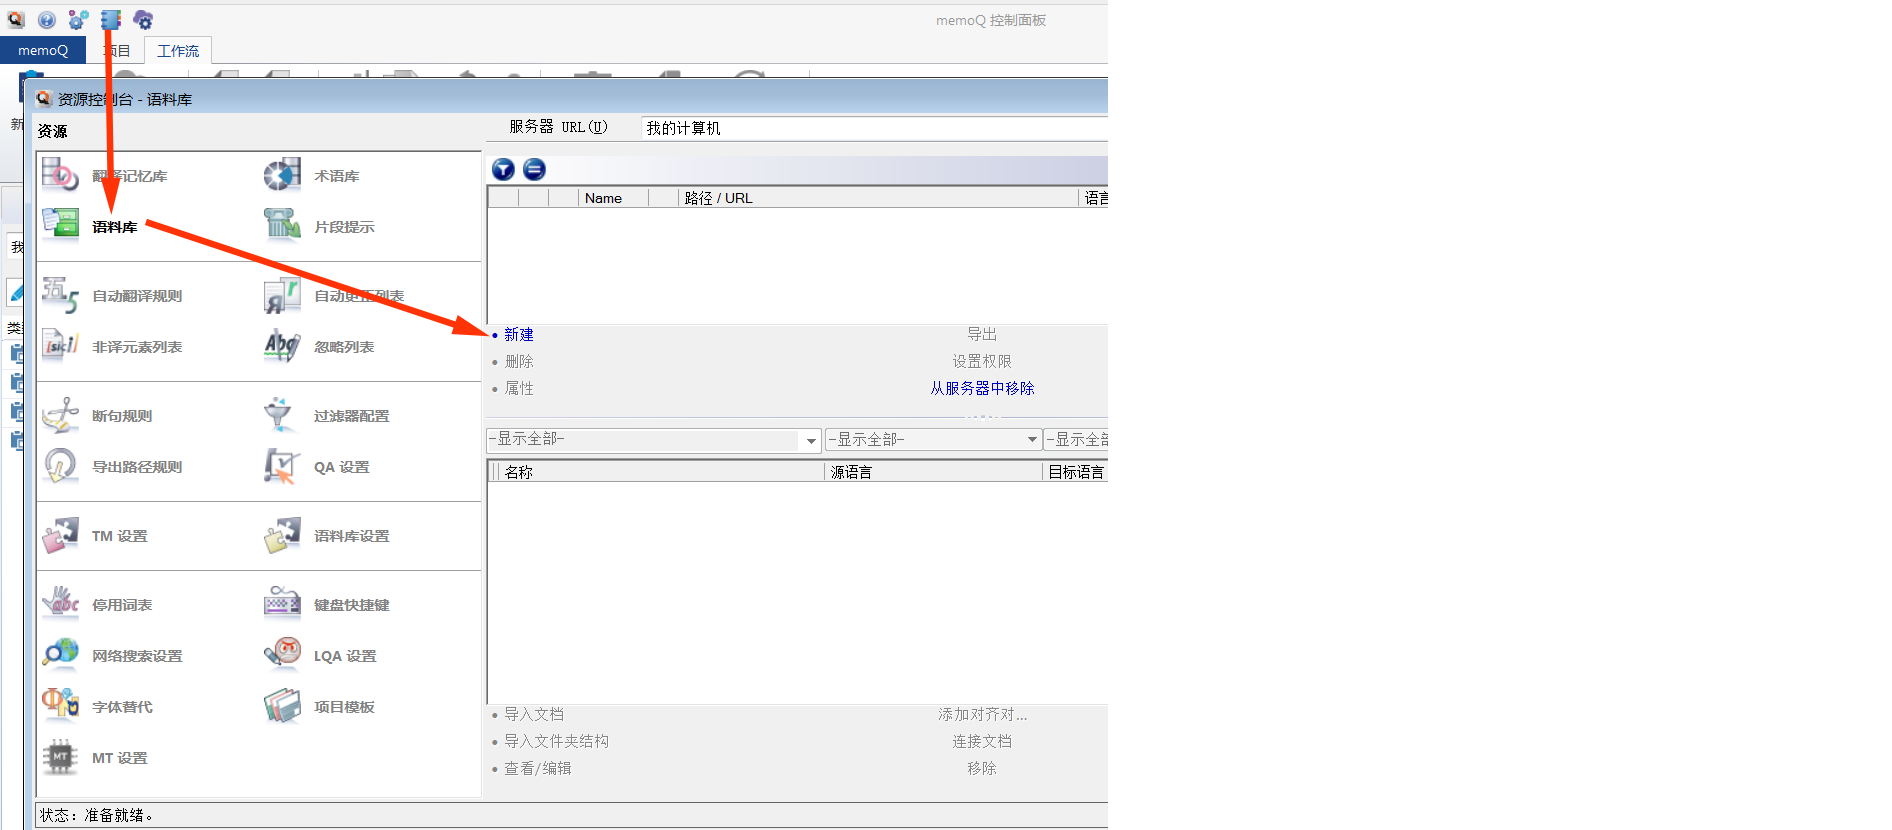 memoQ 控制面板
memoQ
项目
工作流
新
资源控制台 - 语料库
资源
服务器 URL(U)
我的计算机
翻译记忆库
术语库
语料库
片段提示
Name
路径 / URL
语言
自动翻译规则
自动更正列表
非译元素列表
忽略列表
断句规则
过滤器配置
导出路径规则
QA 设置
TM 设置
语料库设置
停用词表
键盘快捷键
网络搜索设置
LQA 设置
字体替代
项目模板
MT 设置
我
新建
导出
删除
设置权限
属性
从服务器中移除
-显示全部-
-显示全部-
-显示全部
名称
源语言
目标语言
导入文档
添加对齐对...
导入文件夹结构
连接文档
查看/编辑
移除
状态：准备就绪。